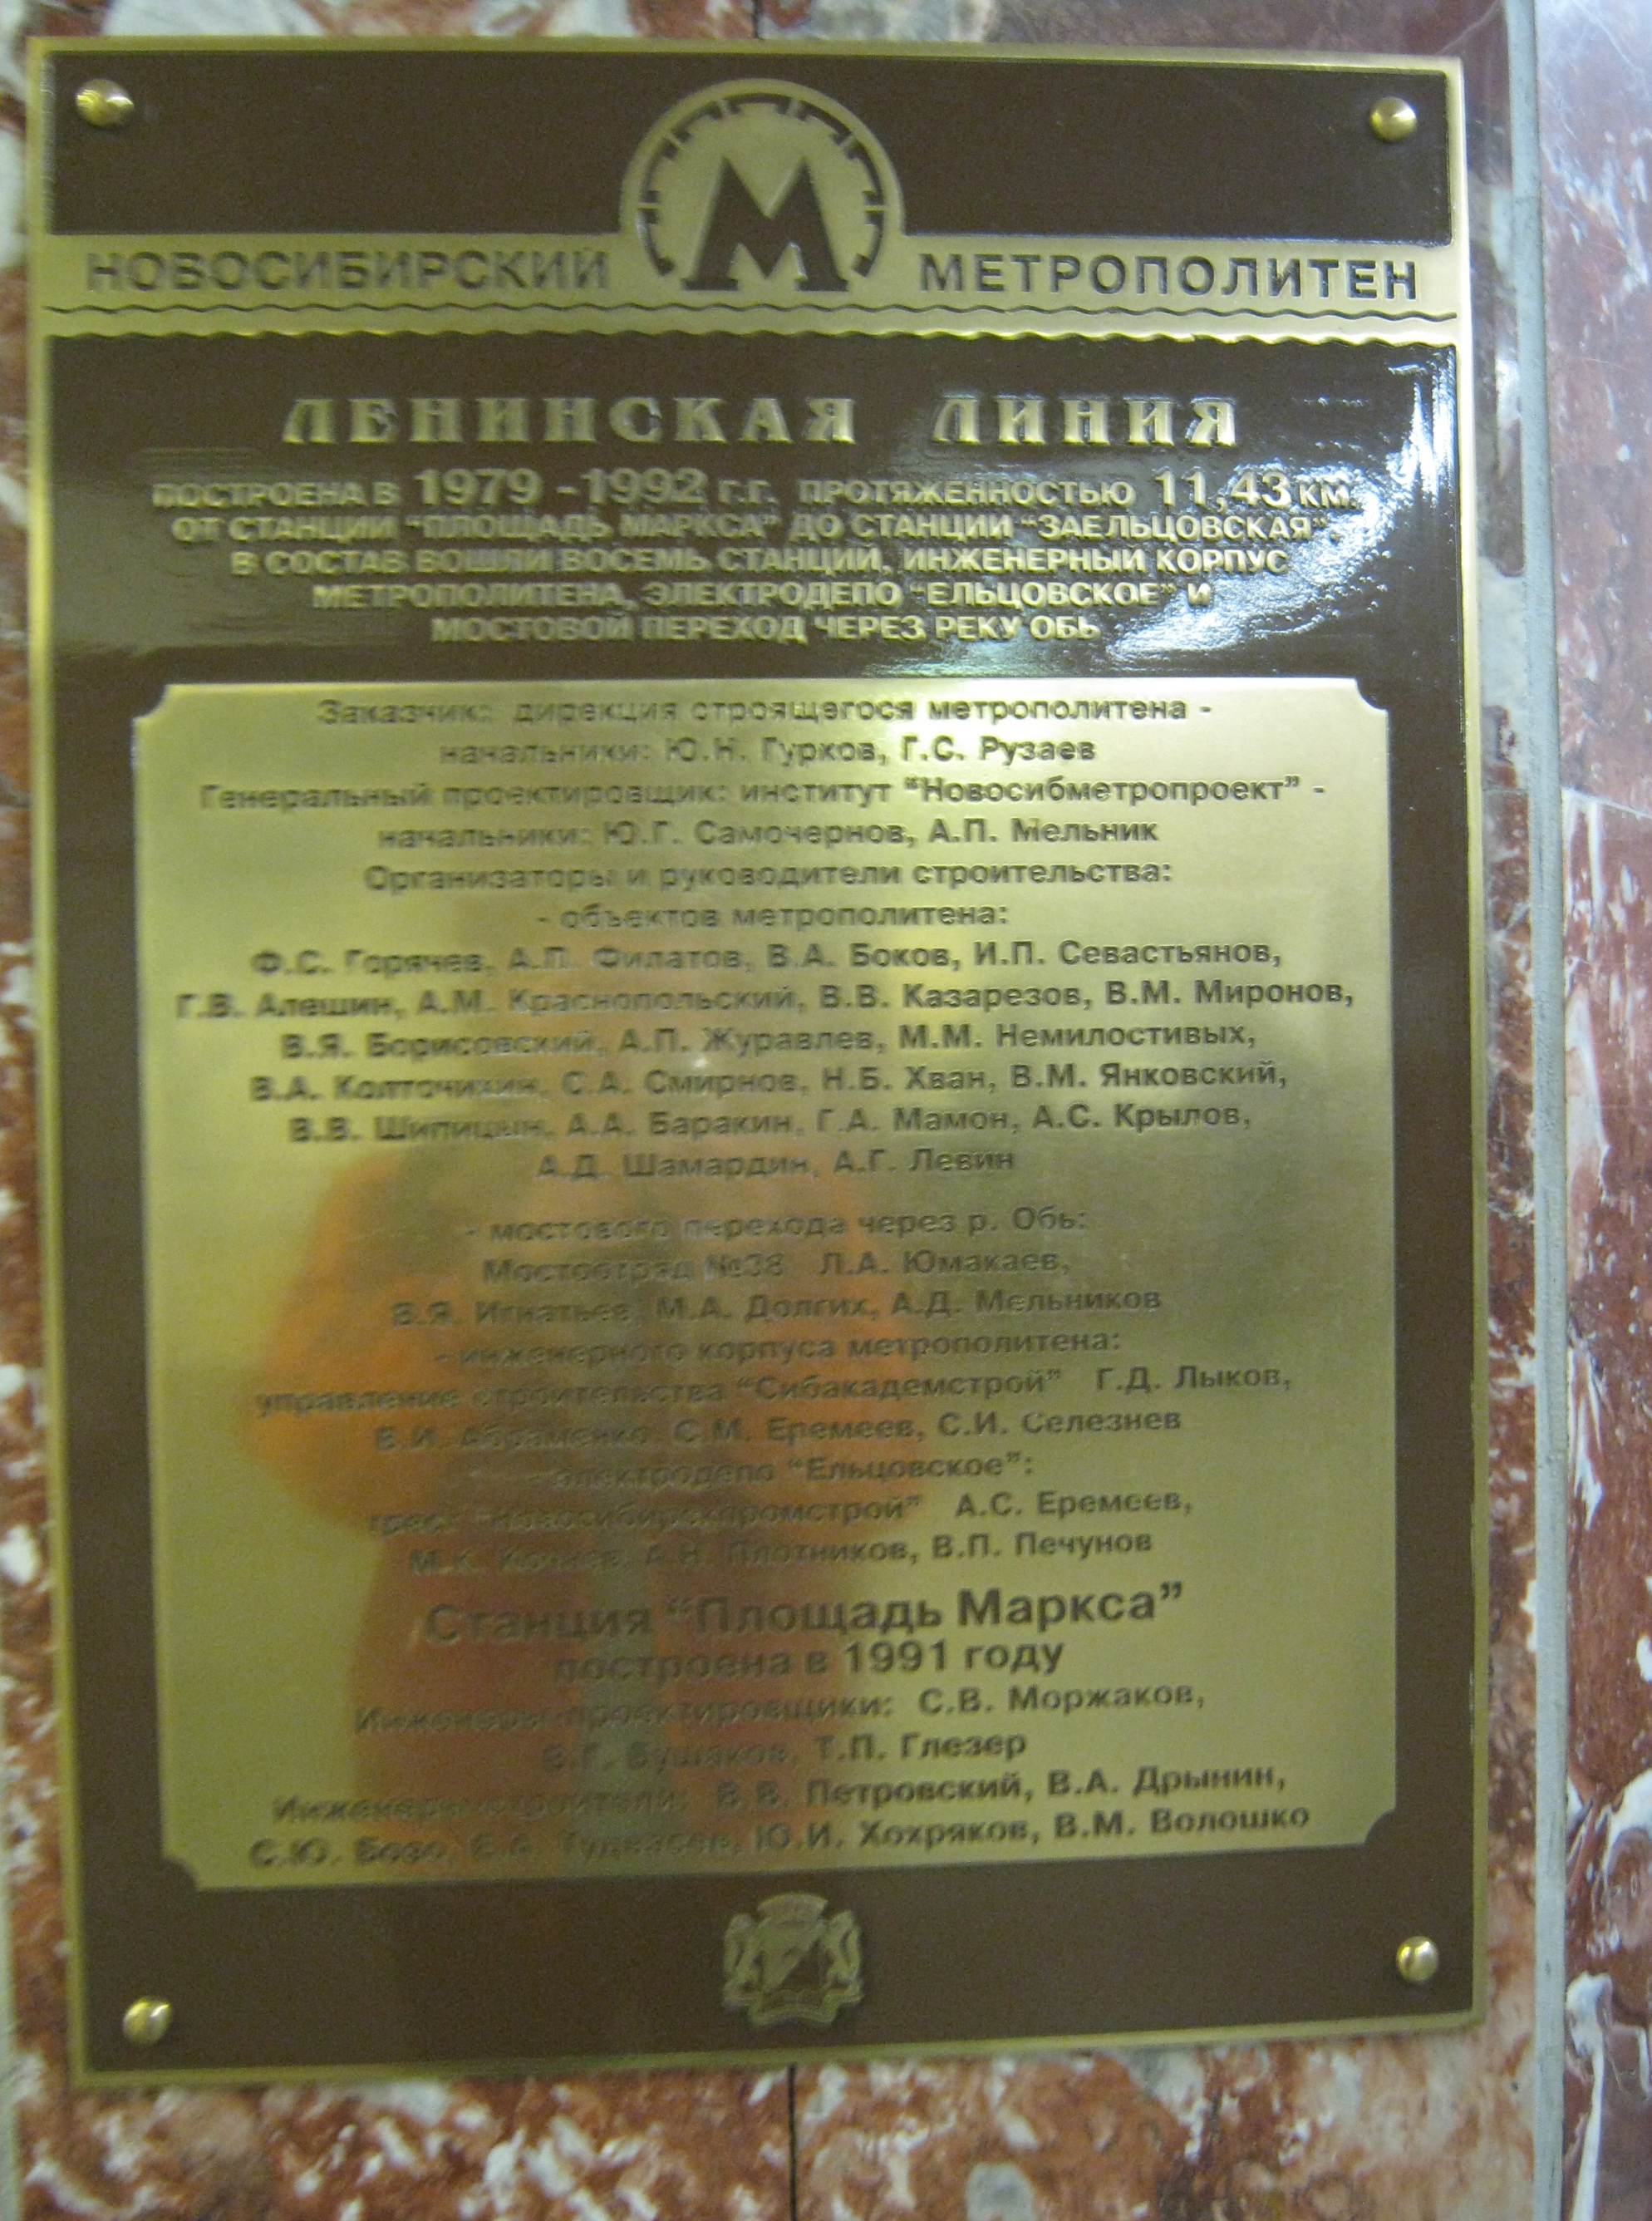 НОВОСИБИРСКИЙ М МЕТРОПОЛИТЕН
ЛЕНИНСКАЯ ЛИНИЯ
ПОСТРОЕНА В 1979 -1992 Г.Г. ПРОТЯЖЕННОСТЬЮ 11,43 КМ.
ОТ СТАНЦИИ "ПЛОЩАДЬ МАРКСА" ДО СТАНЦИИ "ЗАЕЛЬЦОВСКАЯ".
В СОСТАВ ВОШЛИ ВОСЕМЬ СТАНЦИЙ, ИНЖЕНЕРНЫЙ КОРПУС
МЕТРОПОЛИТЕНА, ЭЛЕКТРОДЕПО "ЕЛЬЦОВСКОЕ" И
МОСТОВОЙ ПЕРЕХОД ЧЕРЕЗ РЕКУ ОБЬ
Заказчик: дирекция строящегося метрополитена -
начальники: Ю.Н. Гурков, Г.С. Рузаев
Генеральный проектировщик: институт "Новосибметропроект" -
начальники: Ю.Г. Самочернов, А.П. Мельник
Организаторы и руководители строительства:
- объектов метрополитена:
Ф.С. Горячев, А.П. Филатов, В.А. Боков, И.П. Севастьянов,
Г.В. Алешин, А.М. Краснопольский, В.В. Казарезов, В.М. Миронов,
В.Я. Борисовский, А.П. Журавлев, М.М. Немилостивых,
В.А. Колточихин, С.А. Смирнов, Н.Б. Хван, В.М. Янковский,
В.В. Шипицын, А.А. Баракин, Г.А. Мамон, А.С. Крылов,
А.Д. Шамардин, А.Г. Левин
- мостового перехода через р. Обь:
Мостоотряд №38 Л.А. Юмакаев,
В.Я. Игнатьев, М.А. Долгих, А.Д. Мельников
- инженерного корпуса метрополитена:
управление строительства "Сибакадемстрой" Г.Д. Лыков,
В.И. Абраменко, С.М. Еремеев, С.И. Селезнев
электродепо "Ельцовское":
трест "Новосибирскпромстрой" А.С. Еремеев,
М.К. А.Н. Плотников, В.П. Печунов
Станция "Площадь Маркса"
построена в 1991 году
Инженеры-проектировщики: С.В. Моржаков,
В.Г. Бушаков, Т.П. Глезер
Инженеры-строители: В.В. Петровский, В.А. Дрынин,
С.Ю. Ю.И. Хохряков, В.М. Волошко